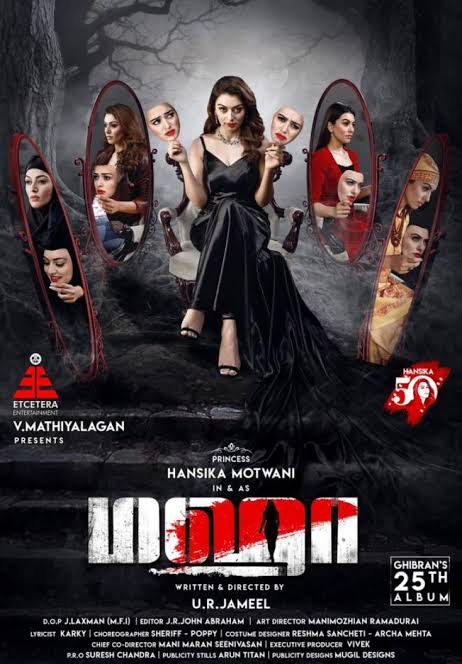 ETCETERA
ENTERTAINMENT
V.MATHIYALAGAN
PRESENTS
HANSIKA
50
PRINCESS
HANSIKA MOTWANI
IN & AS
மஹா
WRITTEN & DIRECTED BY
U.R.JAMEEL
GHIBRAN'S
25TH
ALBUM
D.O.P J.LAXMAN (M.F.I) | EDITOR J.R.JOHN ABRAHAM | ART DIRECTOR MANIMOZHIAN RAMADURAI
LYRICIST KARKY | CHOREOGRAPHER SHERIFF - POPPY | COSTUME DESIGNER RESHMA SANCHETI - ARCHA MEHTA
CHIEF CO-DIRECTOR MANI MARAN SEENIVASAN | EXECUTIVE PRODUCER VIVEK
P.R.O SURESH CHANDRA | PUBLICITY STILLS ARUN TITAN | PUBLICITY DESIGNS MUGIL DESIGNS